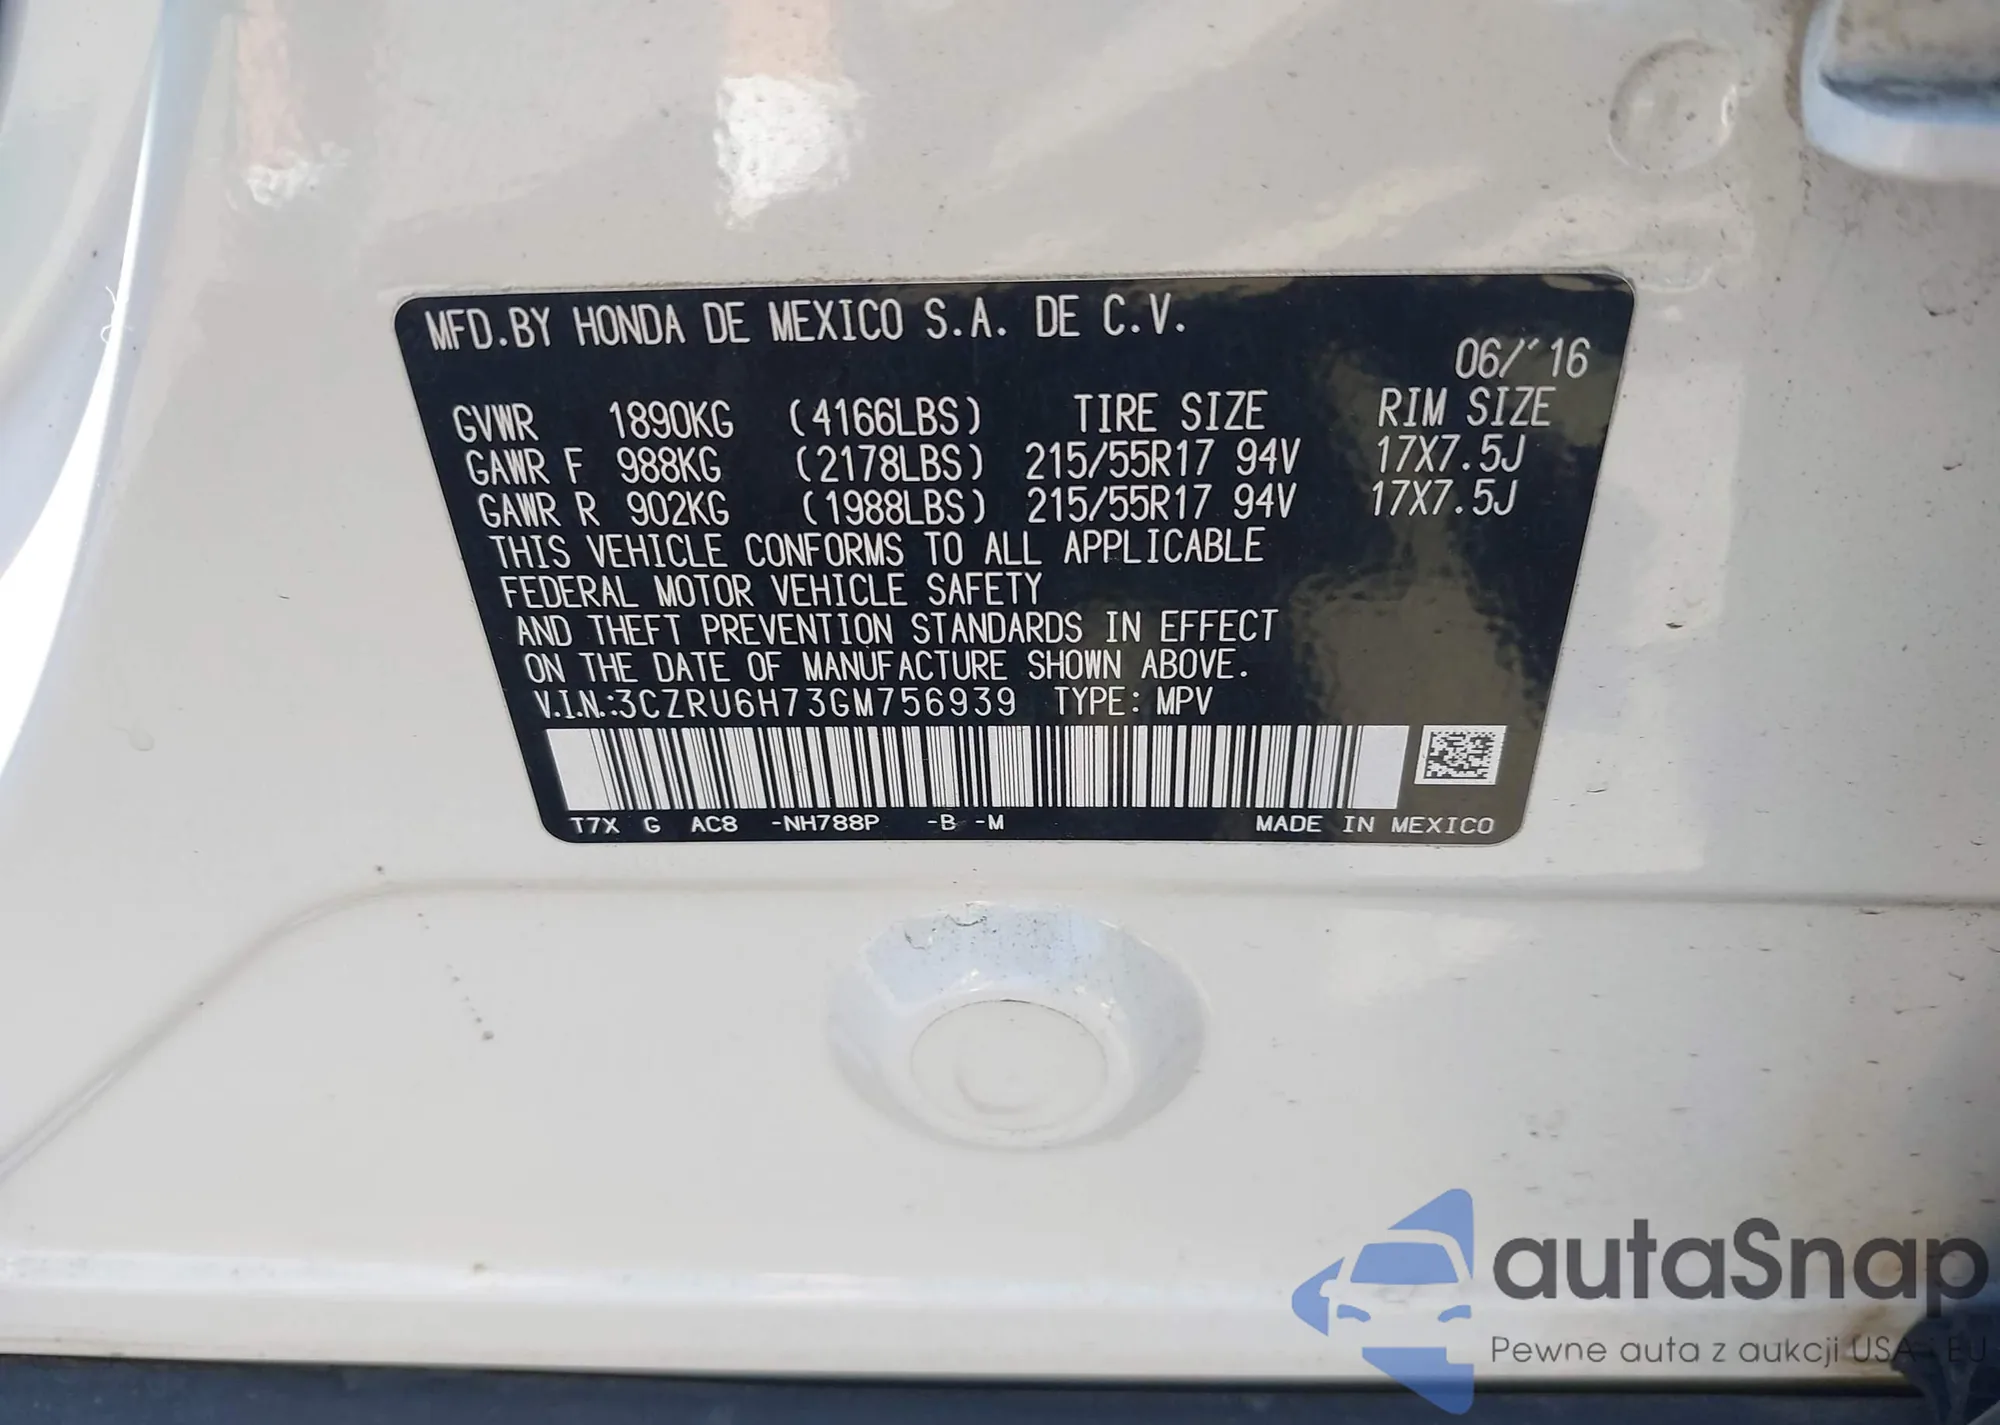 MFD.BY HONDA DE MEXICO S.A. DE C.V.
06/'16
GVWR 1890KG (4166LBS) TIRE SIZE RIM SIZE
GAWR F 988KG (2178LBS) 215/55R17 94V 17X7.5J
GAWR R 902KG (1988LBS) 215/55R17 94V 17X7.5J
THIS VEHICLE CONFORMS TO ALL APPLICABLE
FEDERAL MOTOR VEHICLE SAFETY
AND THEFT PREVENTION STANDARDS IN EFFECT
ON THE DATE OF MANUFACTURE SHOWN ABOVE.
V.I.N.:3CZRU6H73GM756939 TYPE: MPV
T7X G AC8 -NH788P -B -M MADE IN MEXICO
autaSnap
Pewne auta z aukcji USA i EU